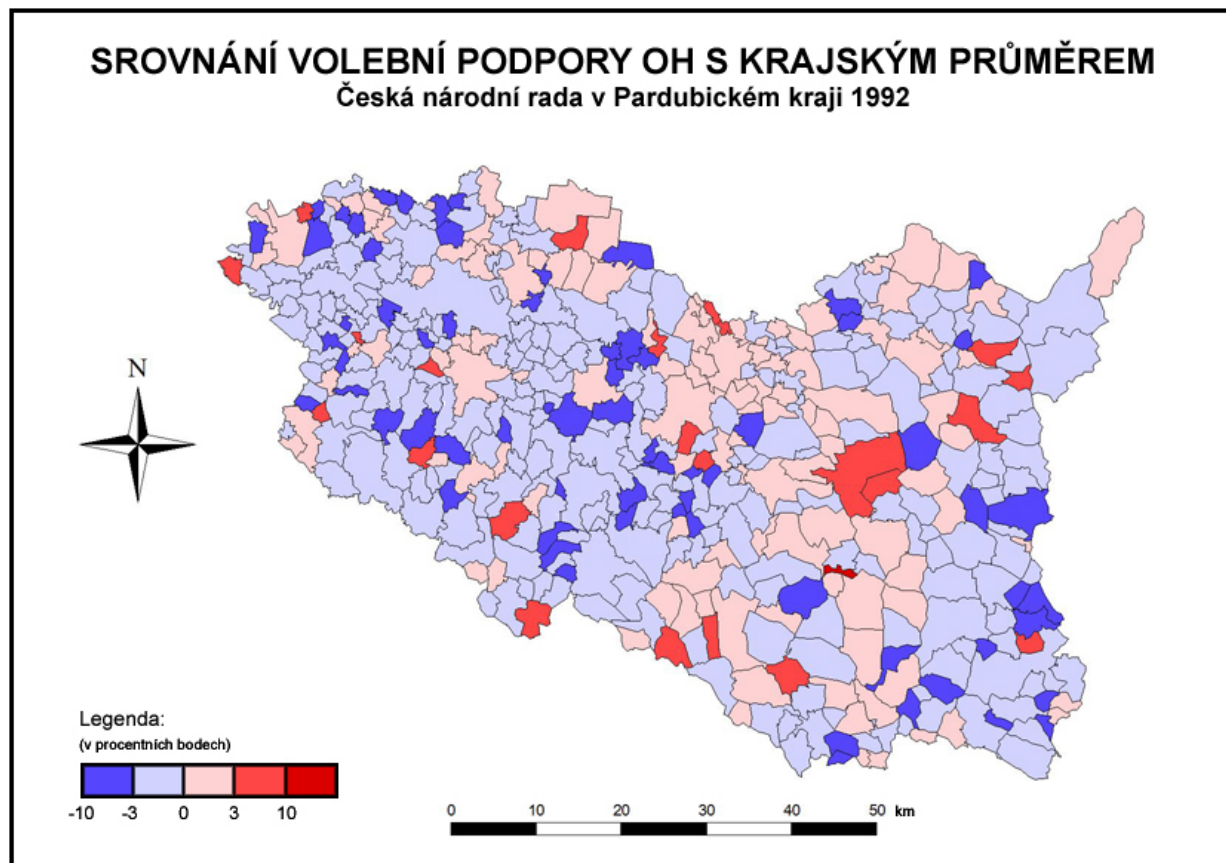 SROVNÁNÍ VOLEBNÍ PODPORY OH S KRAJSKÝM PRŮMĚREM
Česká národní rada v Pardubickém kraji 1992
N
Legenda:
(v procentních bodech)
-10 -3 0 3 10
0 10 20 30 40 50 km